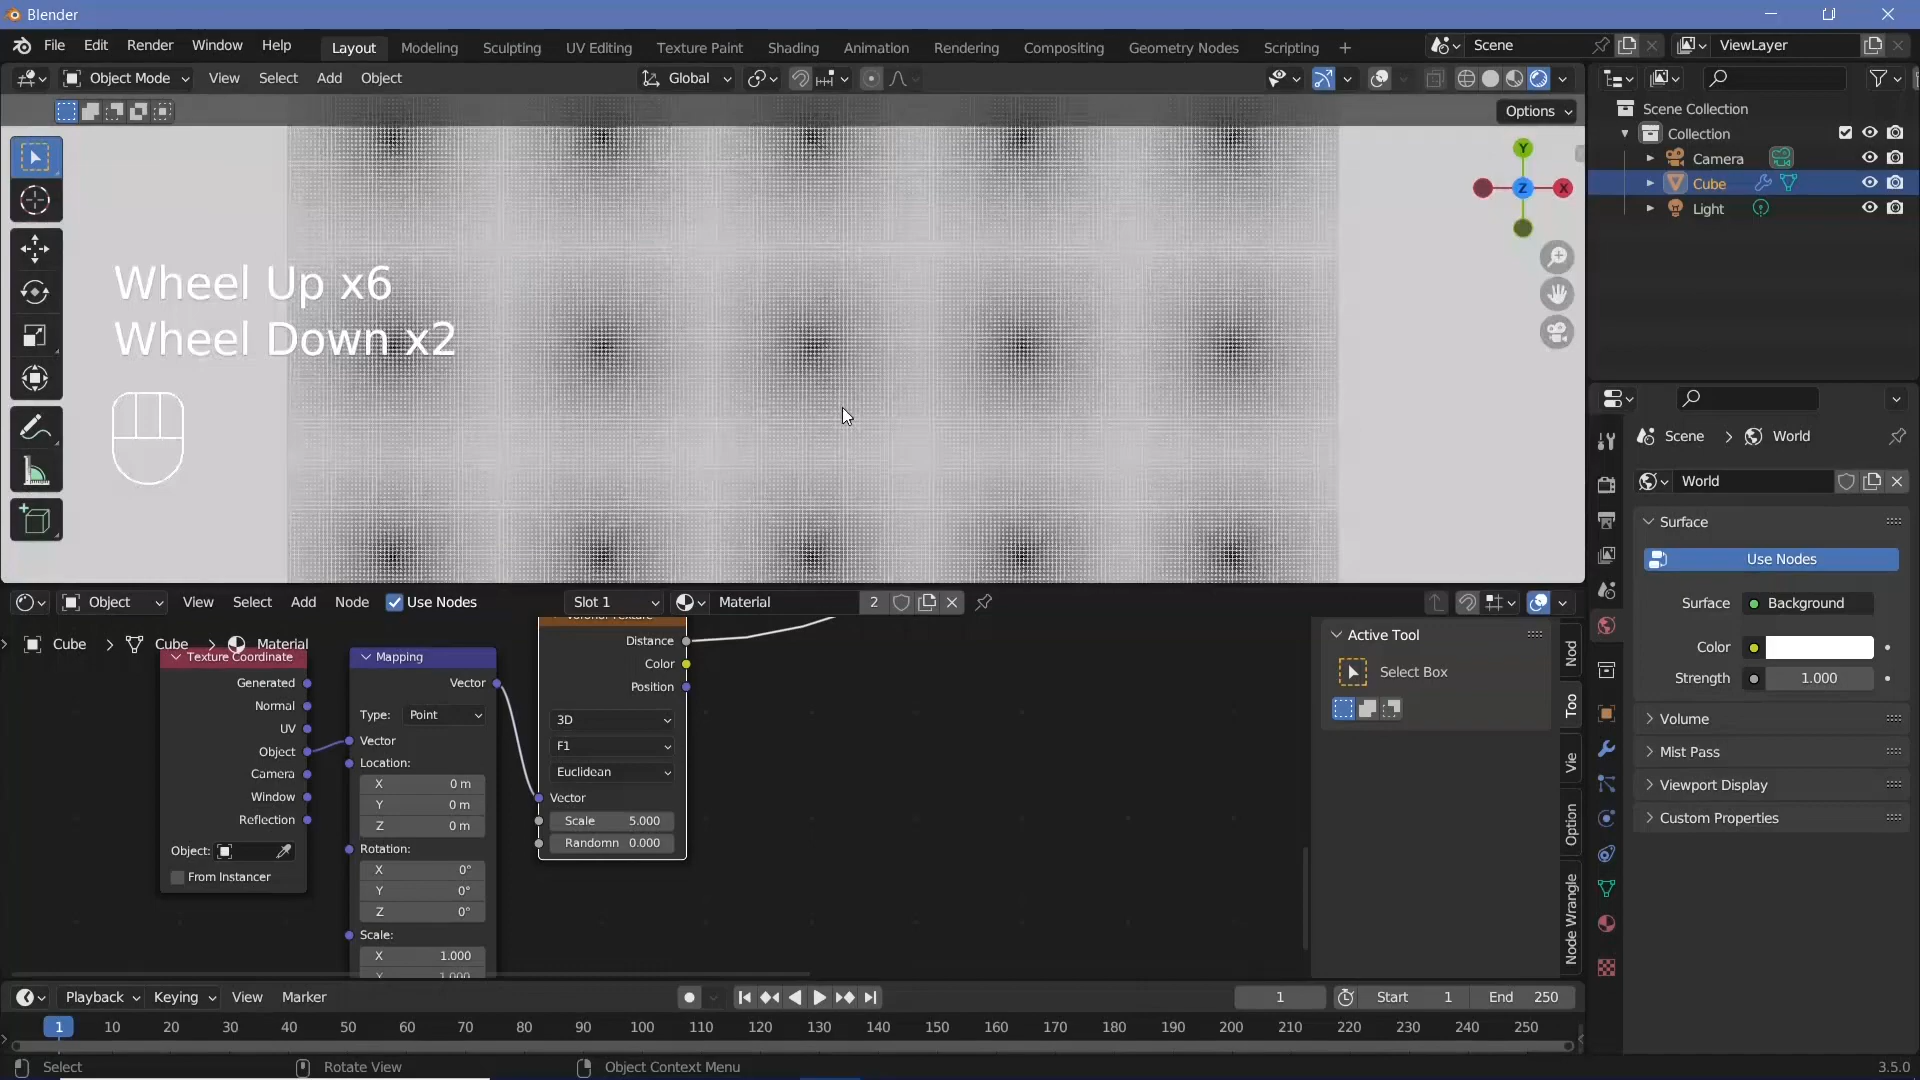 Blender
File Edit Render Window Help
Layout Modeling Sculpting UV Editing Texture Paint Shading Animation Rendering Compositing Geometry Nodes Scripting +
Scene
ViewLayer
Object Mode View Select Add Object
Global
Options
Y
Z
X
Wheel Up x6
Wheel Down x2
Scene Collection
Collection
Camera
Cube
Light
Scene > World
World
Surface
Use Nodes
Surface Background
Color
Strength 1.000
Volume
Mist Pass
Viewport Display
Custom Properties
Object View Select Add Node Use Nodes
Slot 1
Material 2
Cube > Cube > Material
Texture Coordinate
Generated
Normal
UV
Object
Camera
Window
Reflection
Object:
From Instancer
Mapping
Vector
Type: Point
Vector
Location:
X 0 m
Y 0 m
Z 0 m
Rotation:
X 0°
Y 0°
Z 0°
Scale:
X 1.000
Y 1.000
Voronoi Texture
Distance
Color
Position
3D
F1
Euclidean
Vector
Scale 5.000
Randomn 0.000
Active Tool
Select Box
Nod
Too
Vie
Option
Node Wrangle
Playback Keying View Marker
1
Start 1
End 250
1 10 20 30 40 50 60 70 80 90 100 110 120 130 140 150 160 170 180 190 200 210 220 230 240 250
Select
Rotate View
Object Context Menu
3.5.0